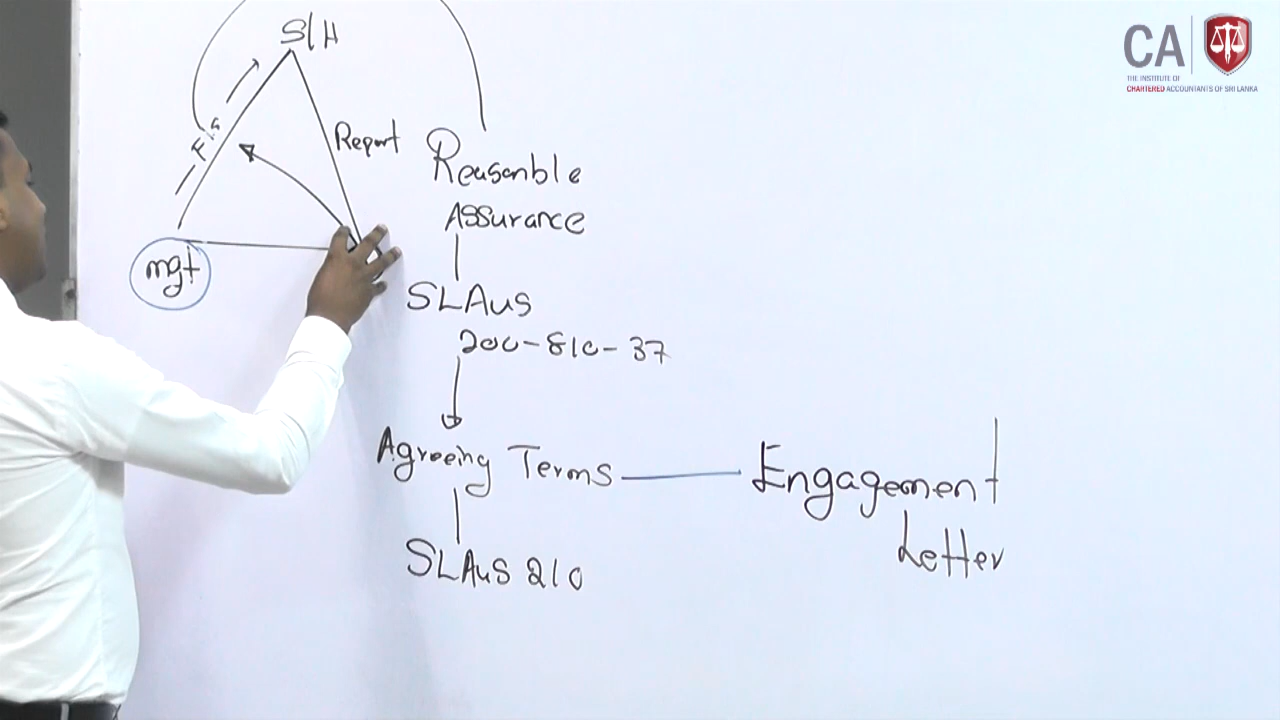 CA
THE INSTITUTE OF
CHARTERED ACCOUNTANTS OF SRI LANKA
S/H
F/S
Report
mgt
Reasonble
Assurance
SLAuS
200-810-37
Agreeing Terms
Engagement
Letter
SLAuS 210